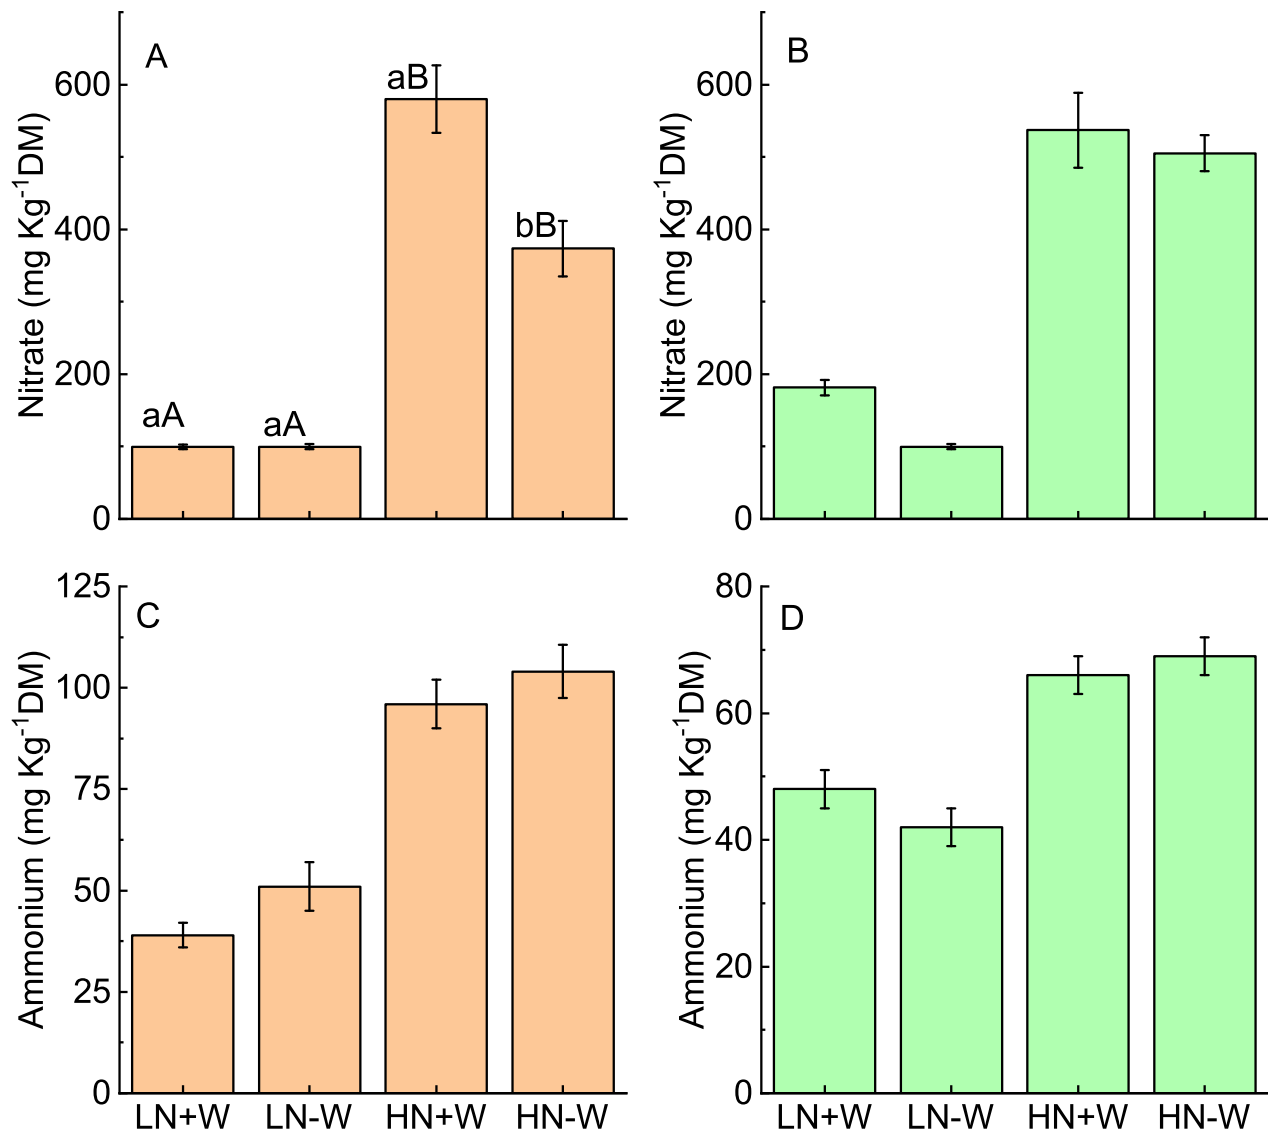 A
Nitrate (mg Kg⁻¹DM)
600
400
200
0
aA
aA
aB
bB
B
Nitrate (mg Kg⁻¹DM)
600
400
200
0
C
Ammonium (mg Kg⁻¹DM)
125
100
75
50
25
0
LN+W LN-W HN+W HN-W
D
Ammonium (mg Kg⁻¹DM)
80
60
40
20
0
LN+W LN-W HN+W HN-W